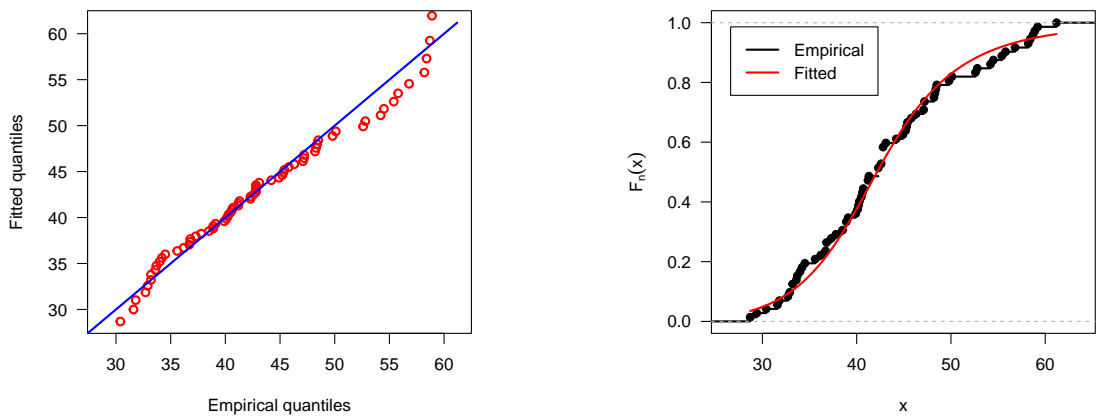 60
55
50
45
40
35
30
Fitted quantiles
30 35 40 45 50 55 60
Empirical quantiles
1.0
0.8
0.6
0.4
0.2
0.0
Fn(x)
Empirical
Fitted
30 40 50 60
x